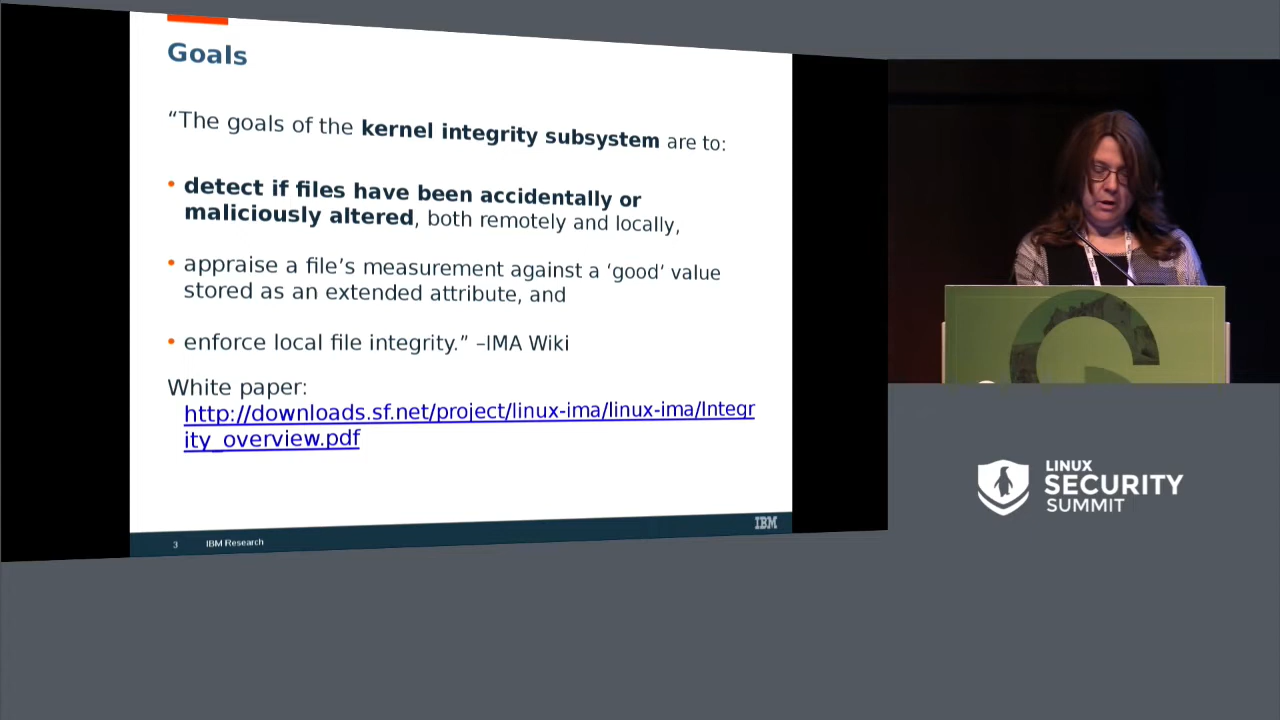 Goals
“The goals of the kernel integrity subsystem are to:
• detect if files have been accidentally or
maliciously altered, both remotely and locally,
• appraise a file’s measurement against a ‘good’ value
stored as an extended attribute, and
• enforce local file integrity.” –IMA Wiki
White paper:
http://downloads.sf.net/project/linux-ima/linux-ima/Integr
ity_overview.pdf
3 IBM Research
IBM
LINUX
SECURITY
SUMMIT